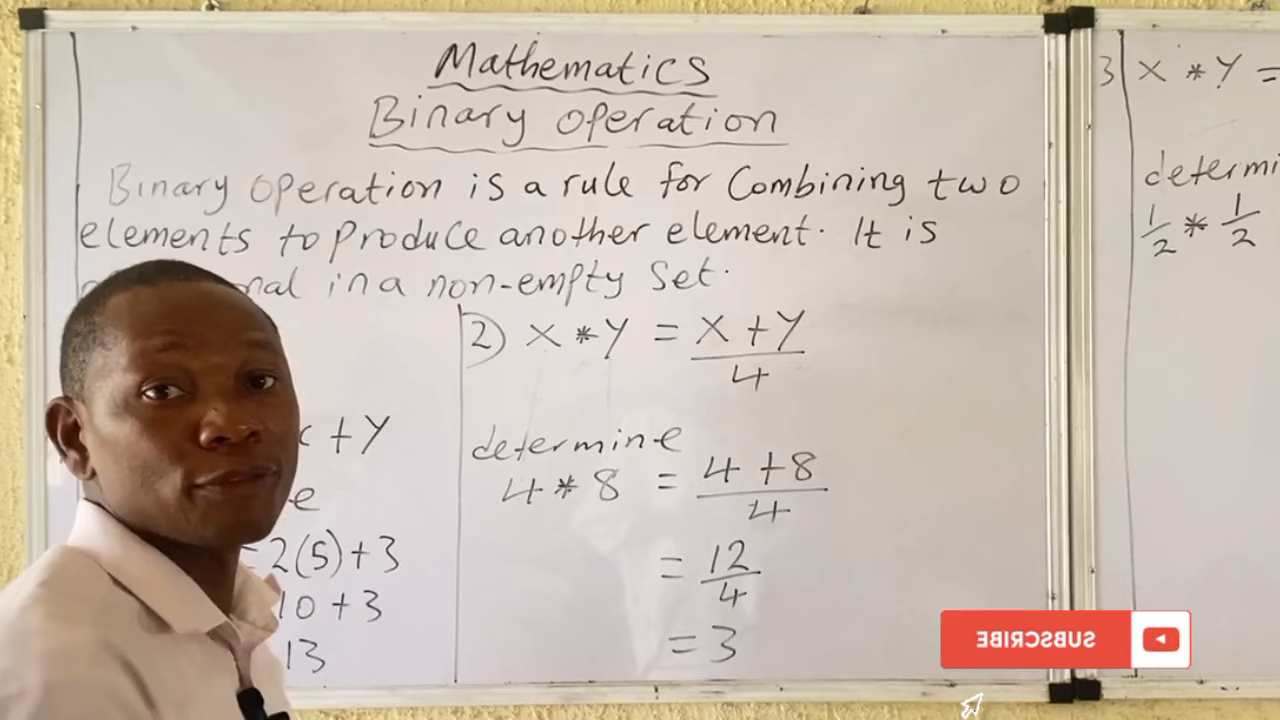 Mathematics
Binary operation
Binary operation is a rule for Combining two
elements to produce another element. It is
in a non-empty Set.
+ Y
= 2(5) + 3
10 + 3
13
2) X * Y = X + Y
4
determine
4 * 8 = 4 + 8
4
= 12
4
= 3
3 X * Y =
1/2 * 1/2
SUBSCRIBE